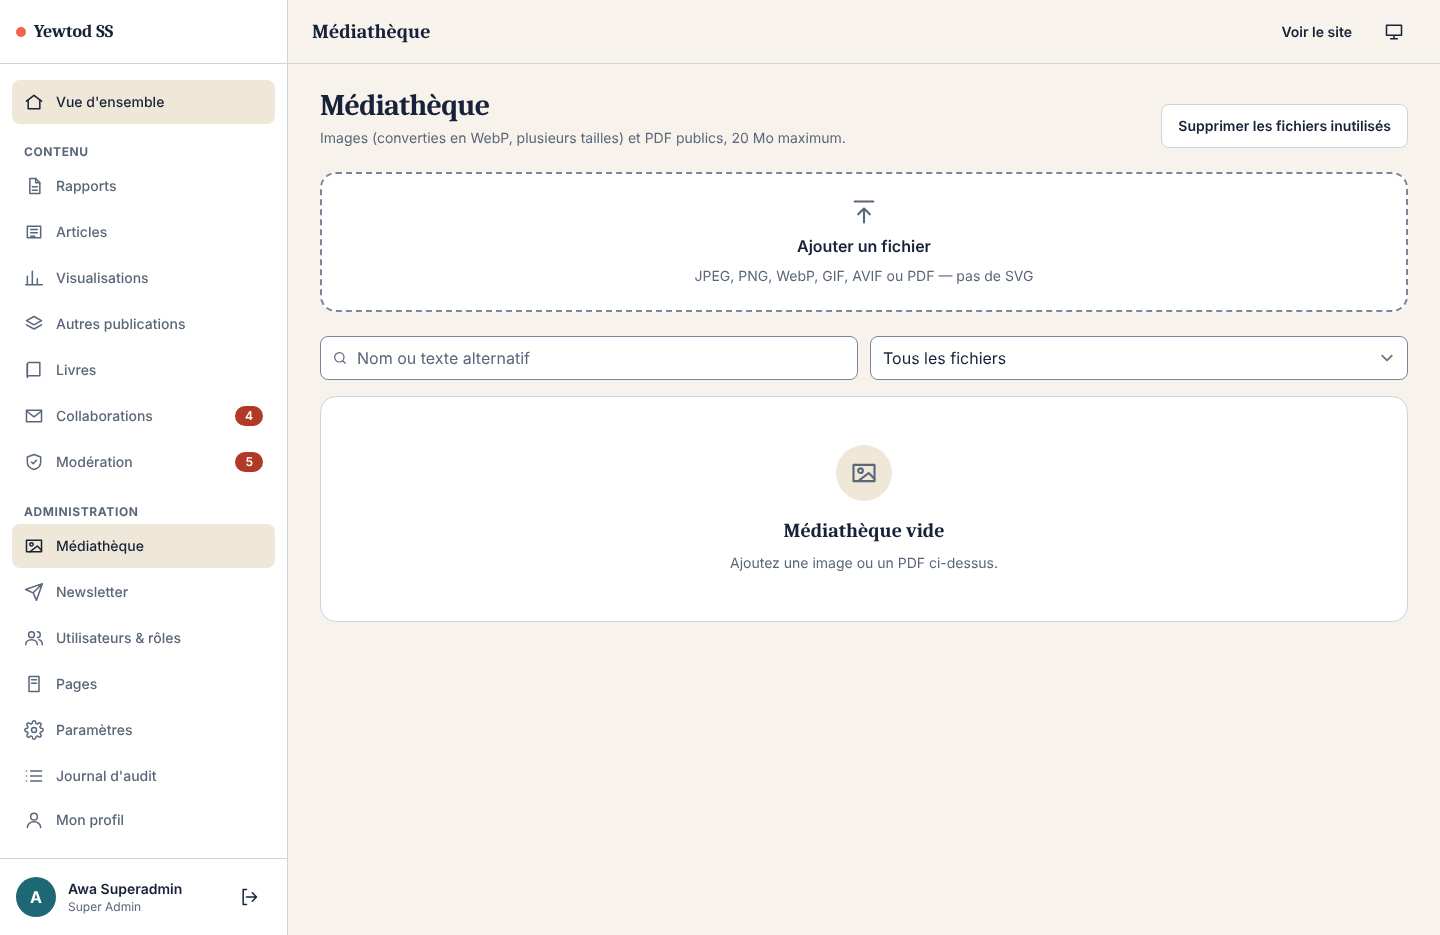 Yewtod SS
Médiathèque
Voir le site
Vue d'ensemble
CONTENU
Rapports
Articles
Visualisations
Autres publications
Livres
Collaborations 4
Modération 5
ADMINISTRATION
Médiathèque
Newsletter
Utilisateurs & rôles
Pages
Paramètres
Journal d'audit
Mon profil
A
Awa Superadmin
Super Admin
Médiathèque
Images (converties en WebP, plusieurs tailles) et PDF publics, 20 Mo maximum.
Supprimer les fichiers inutilisés
Ajouter un fichier
JPEG, PNG, WebP, GIF, AVIF ou PDF — pas de SVG
Nom ou texte alternatif
Tous les fichiers
Médiathèque vide
Ajoutez une image ou un PDF ci-dessus.